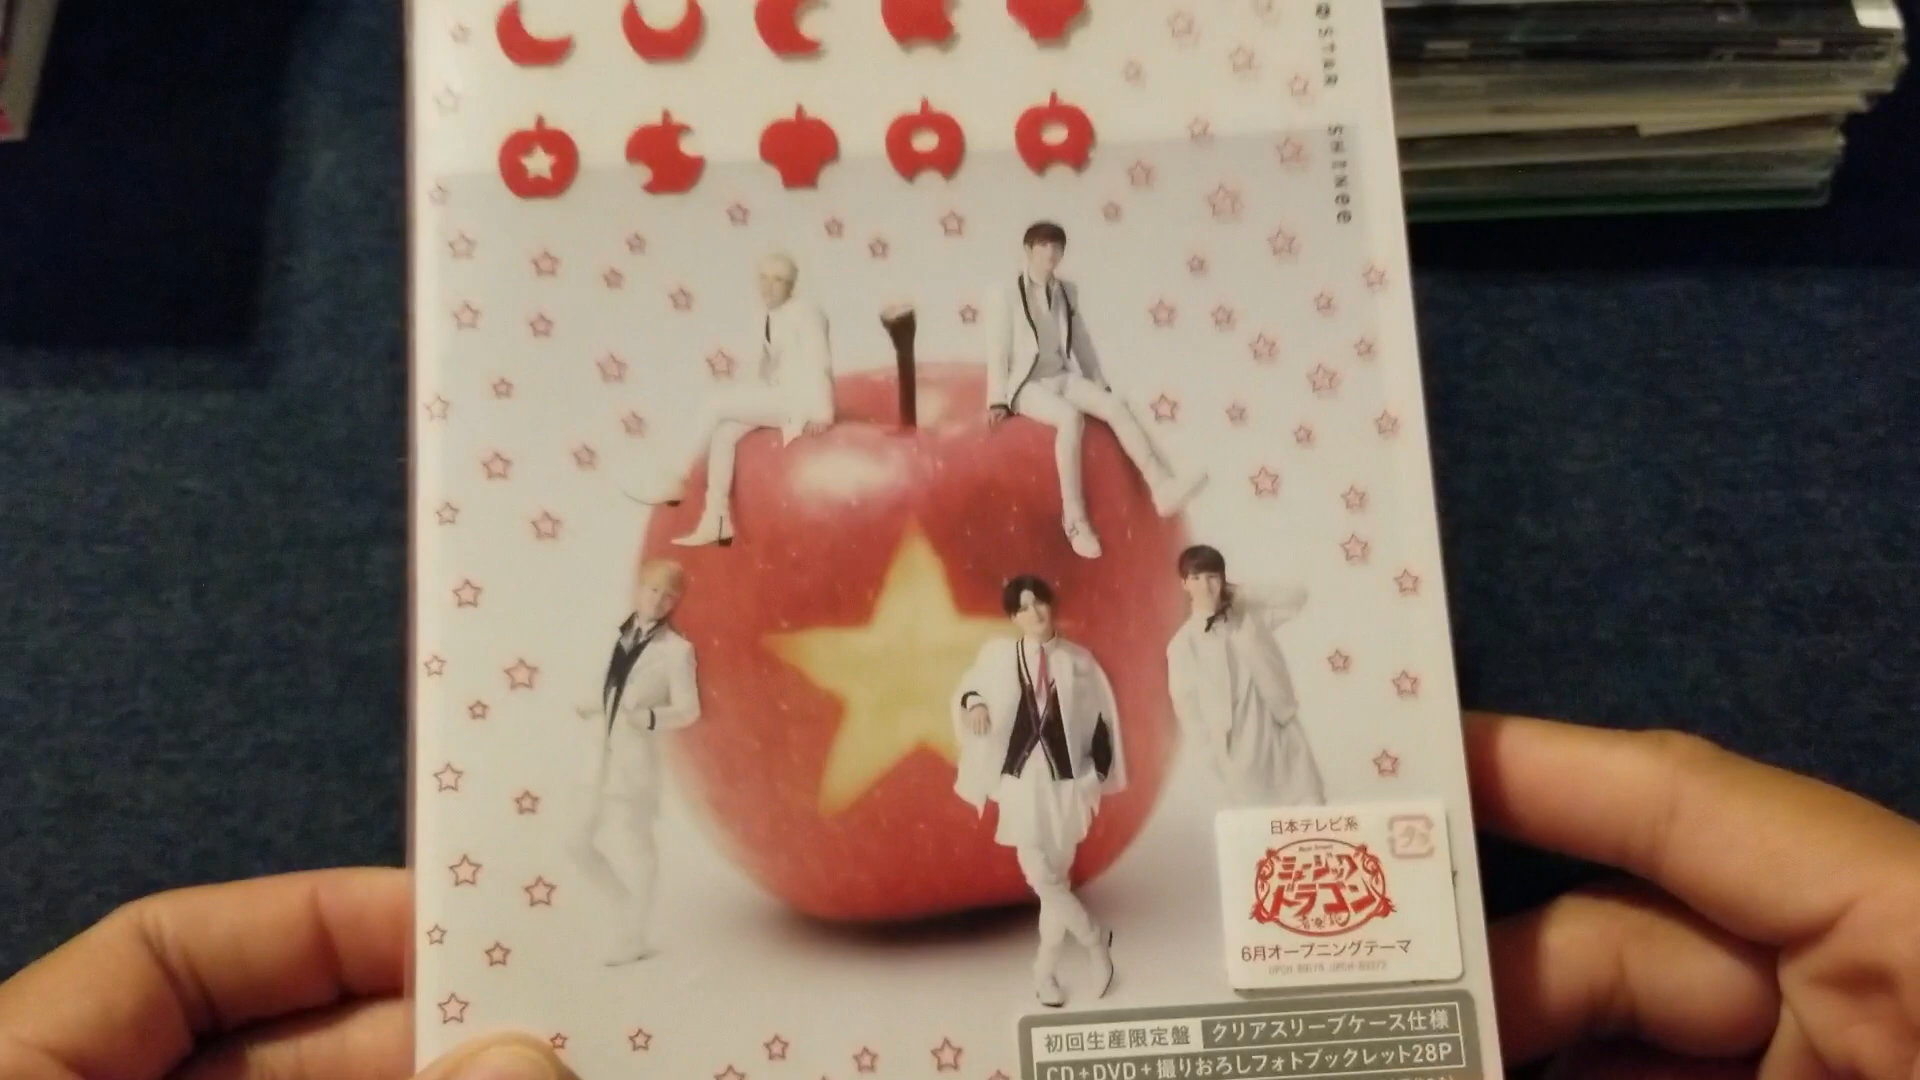 LUCKY
STAR
SHINee
日本テレビ系
ミュージック
ドラゴン
6月オープニングテーマ
初回生産限定盤 クリアスリーブケース仕様
CD+DVD+撮りおろしフォトブックレット28P